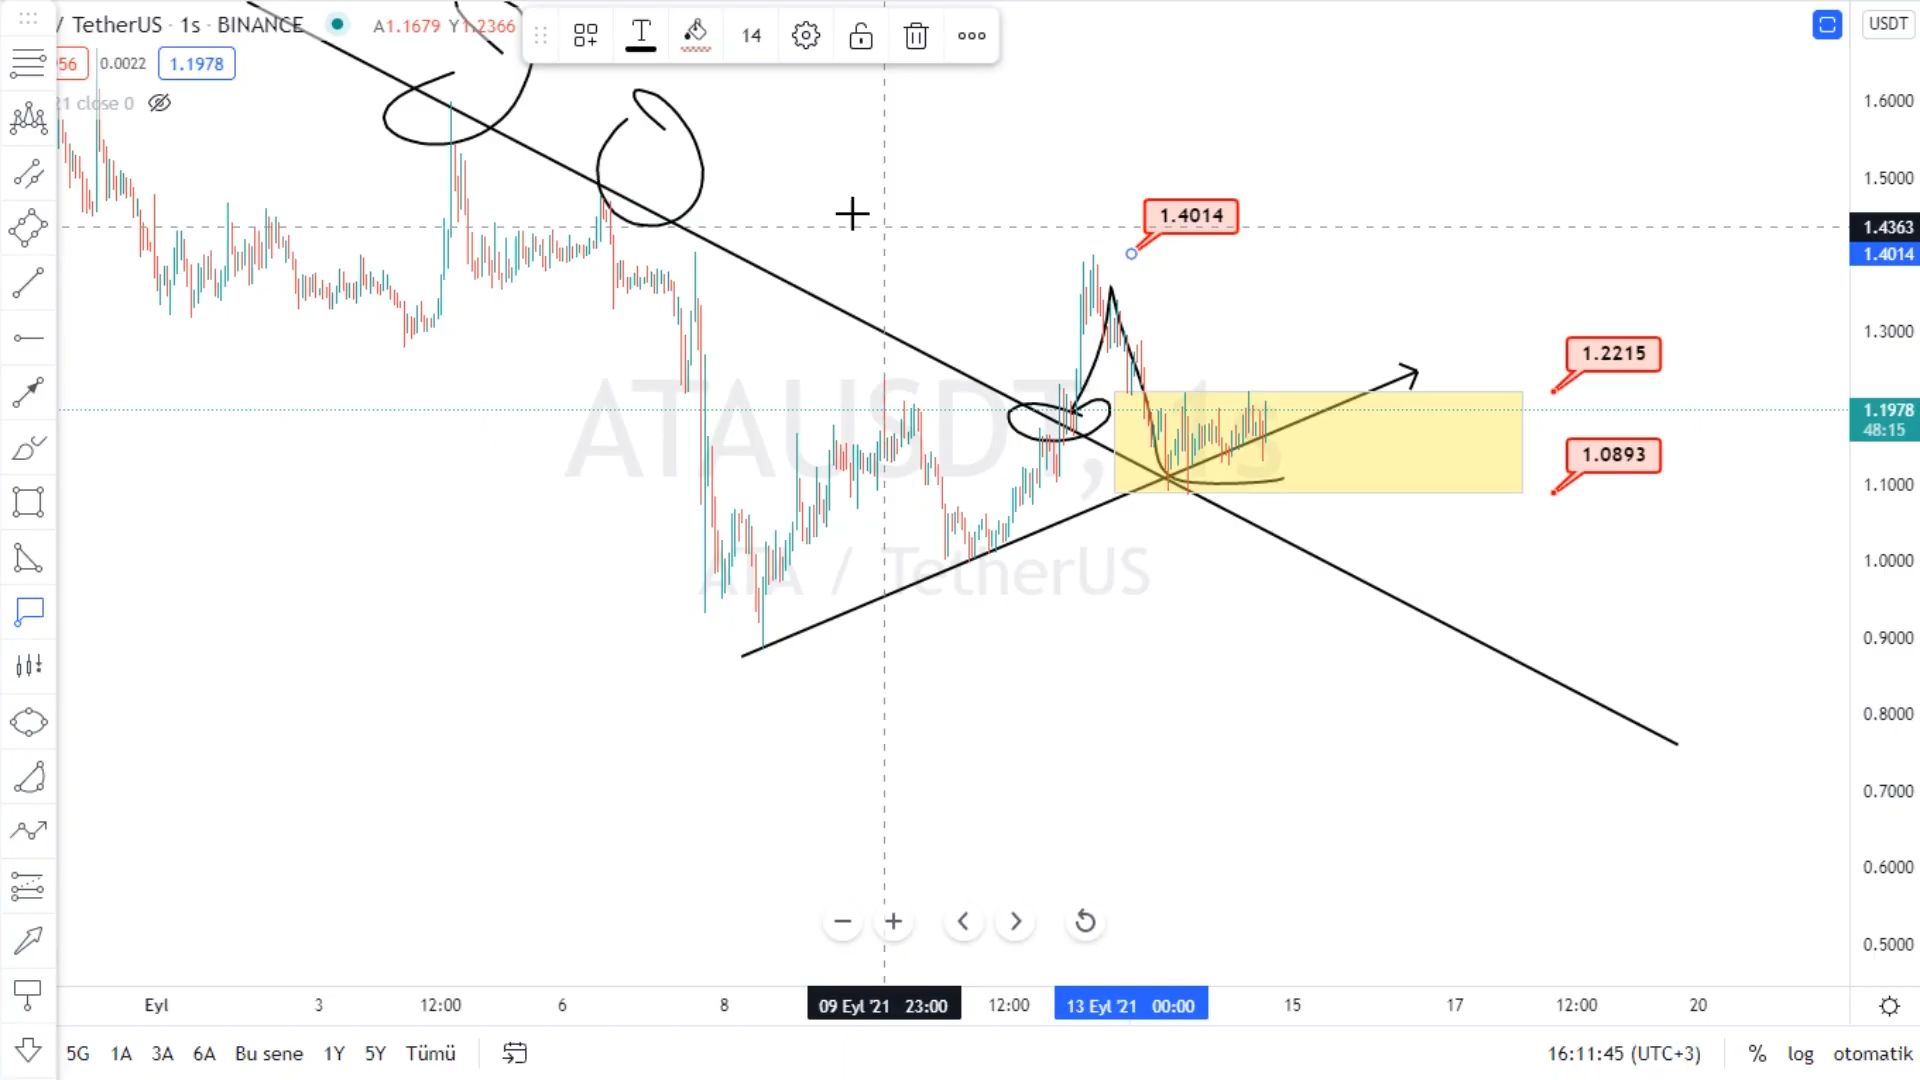 / TetherUS · 1s · BINANCE A1.1679 Y1.2366
56 0.0022 1.1978
21 close 0
T 14
USDT
1.6000
1.5000
1.4363
1.4014
1.3000
1.1978
48:15
1.1000
1.0000
0.9000
0.8000
0.7000
0.6000
0.5000
1.4014
1.2215
1.0893
ATAUSDT, 1s
ATA / TetherUS
Eyl 3 12:00 6 8 09 Eyl '21 23:00 12:00 13 Eyl '21 00:00 15 17 12:00 20
5G 1A 3A 6A Bu sene 1Y 5Y Tümü 16:11:45 (UTC+3) % log otomatik